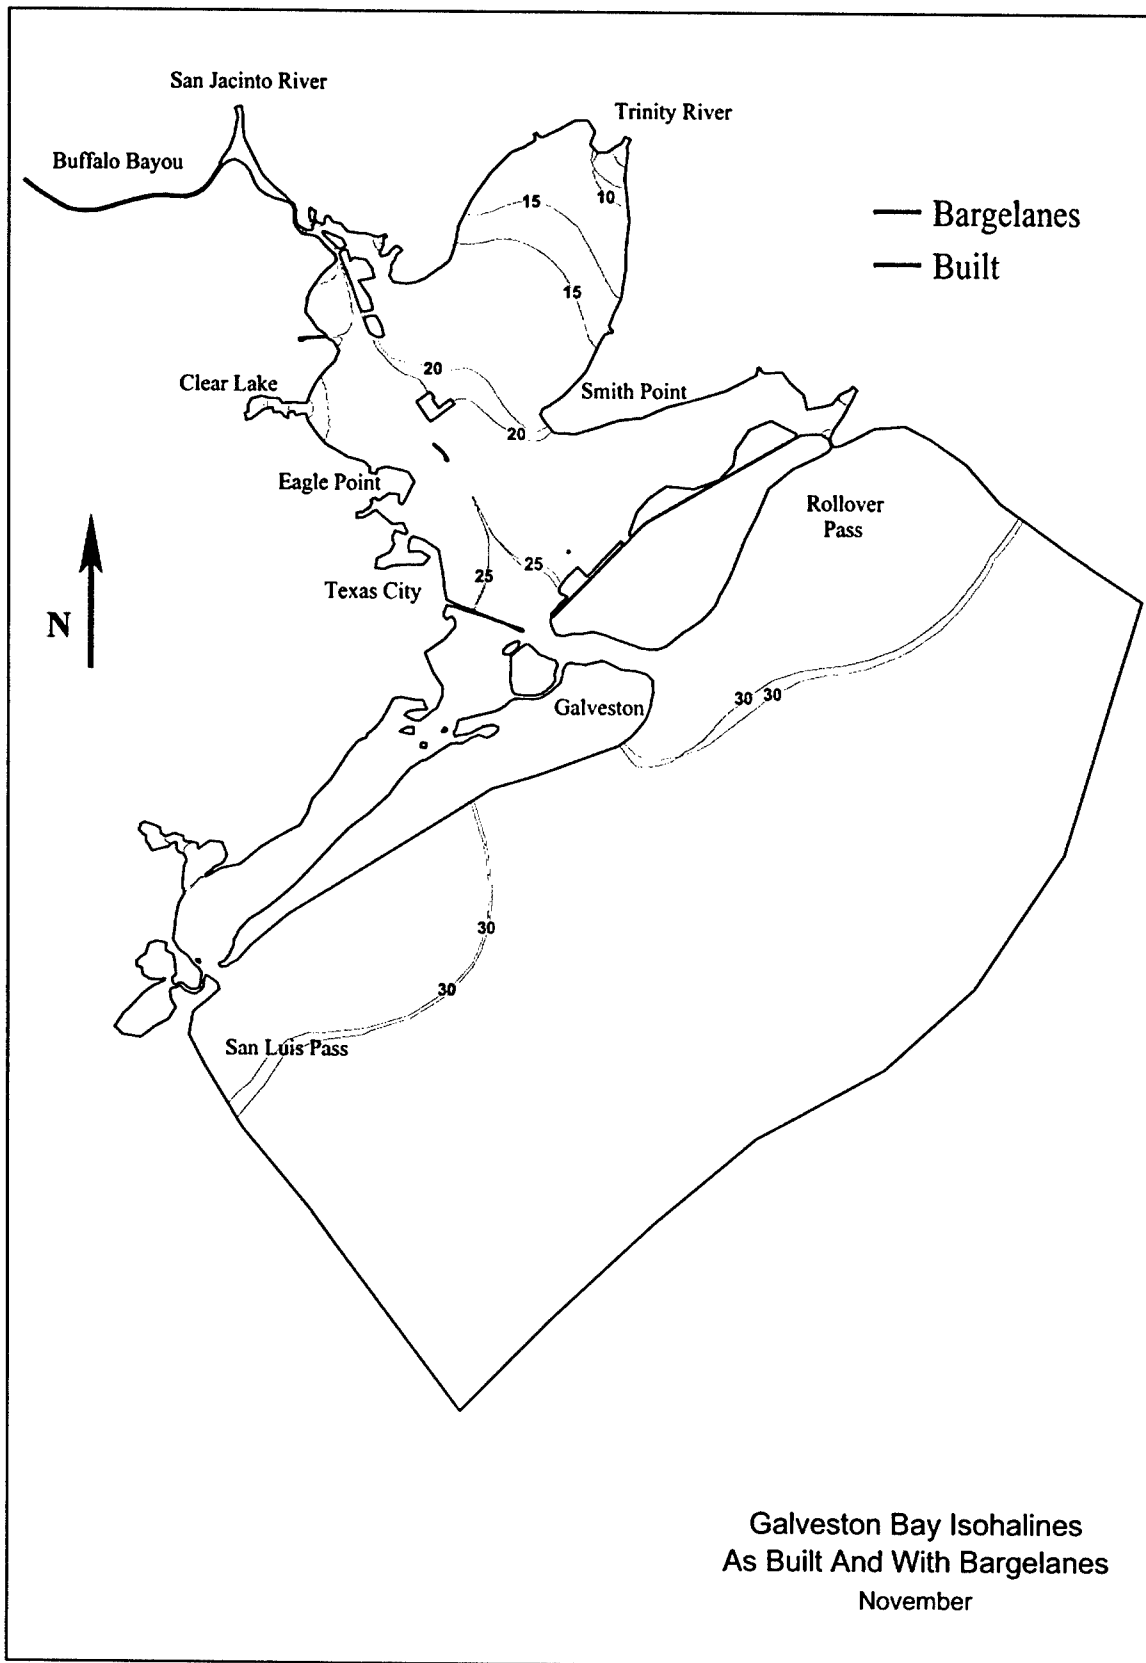 San Jacinto River
Trinity River
Buffalo Bayou
10
15
Bargelanes
Built
15
20
Clear Lake
Smith Point
20
Eagle Point
Rollover
Pass
25
25
Texas City
N
30
30
Galveston
30
30
San Luis Pass
Galveston Bay Isohalines
As Built And With Bargelanes
November